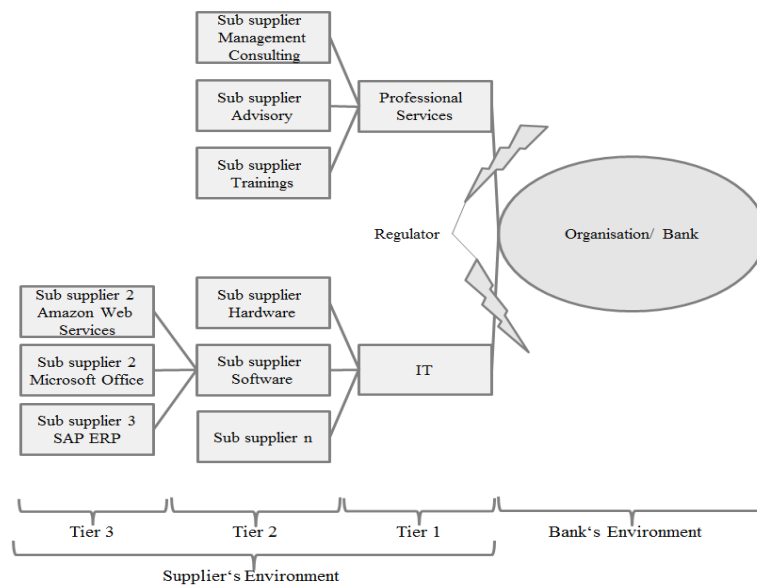 Sub supplier
Management
Consulting
Sub supplier
Advisory
Professional
Services
Sub supplier
Trainings
Regulator
Organisation/ Bank
Sub supplier 2
Amazon Web
Services
Sub supplier
Hardware
Sub supplier 2
Microsoft Office
Sub supplier
Software
IT
Sub supplier 3
SAP ERP
Sub supplier n
Tier 3
Tier 2
Tier 1
Bank‘s Environment
Supplier‘s Environment